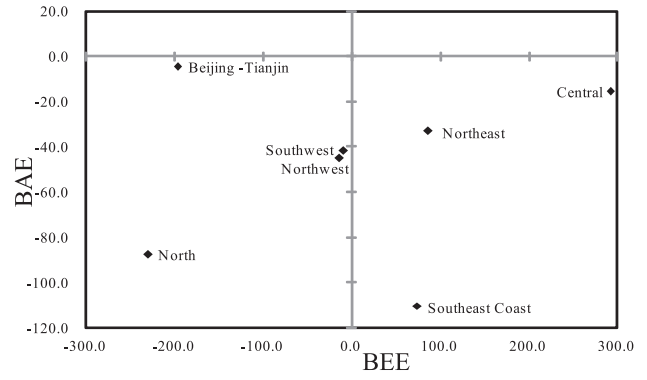 20.0
0.0
Beijing -Tianjin
-20.0
Central
Northeast
-40.0
Southwest
Northwest
BAE
-60.0
-80.0
North
-100.0
Southeast Coast
-120.0
-300.0 -200.0 -100.0 0.0 100.0 200.0 300.0
BEE